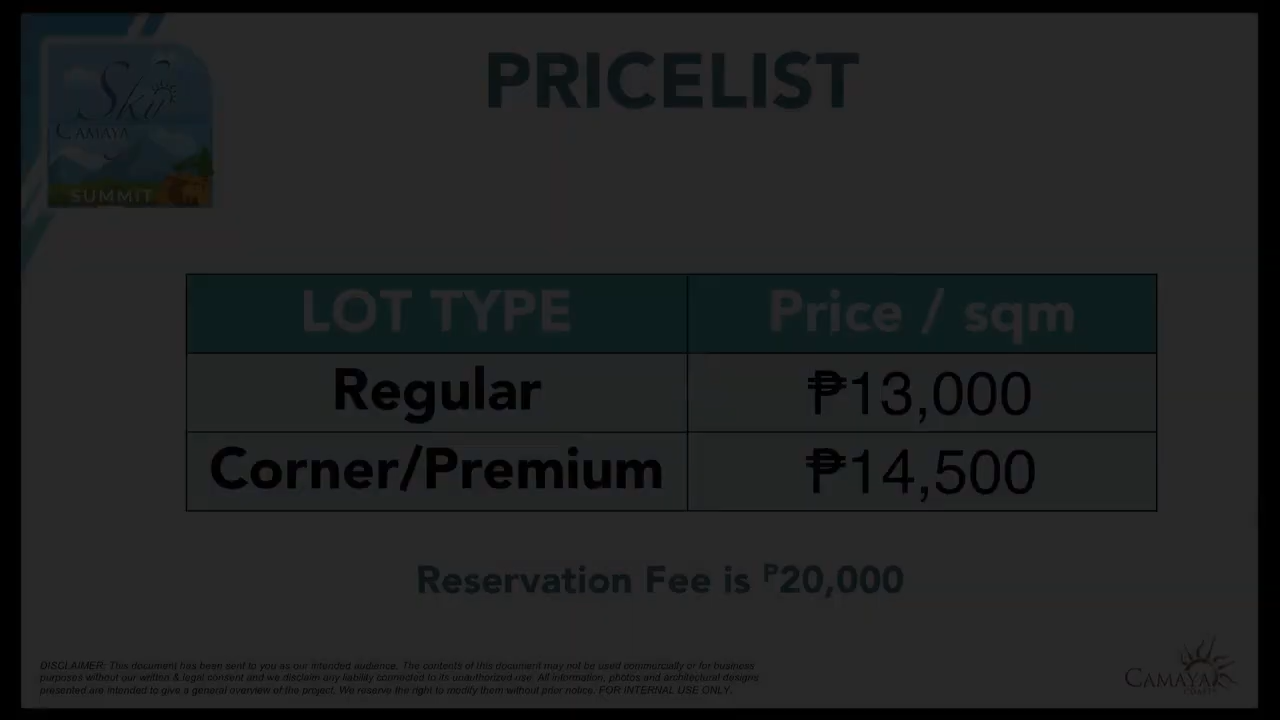 Sky
CAMAYA
SUMMIT
PRICELIST
LOT TYPE Price / sqm
Regular ₱13,000
Corner/Premium ₱14,500
Reservation Fee is ₱20,000
DISCLAIMER: This document has been sent to you as our intended audience. The contents of this document may not be used commercially or for business
purposes without our written & legal consent and we disclaim any liability connected to its unauthorized use. All information, photos and architectural designs
presented are intended to give a general overview of the project. We reserve the right to modify them without prior notice. FOR INTERNAL USE ONLY.
CAMAYA
COASTS